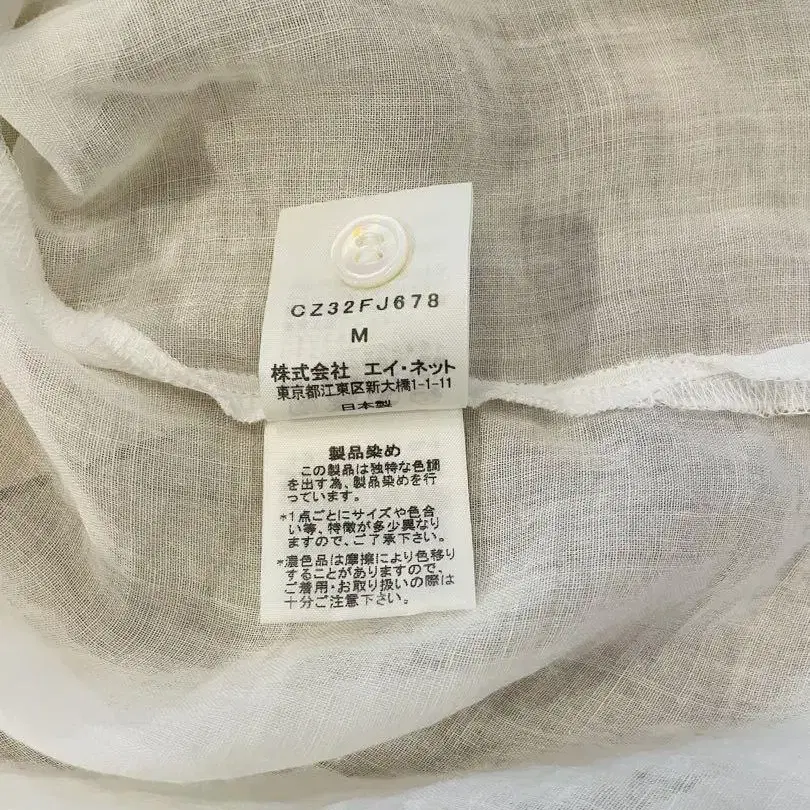 CZ32FJ678
M
株式会社 エイ・ネット
東京都江東区新大橋1-1-11
日本製
製品染め
この製品は独特な色調
を出す為、製品染めを行
っています。
*1点ごとにサイズや色合
い等、特徴が多少異なり
ますので、ご了承下さい。
*濃色品は摩擦により色移り
することがありますので、
ご着用・お取り扱いの際は
十分ご注意下さい。